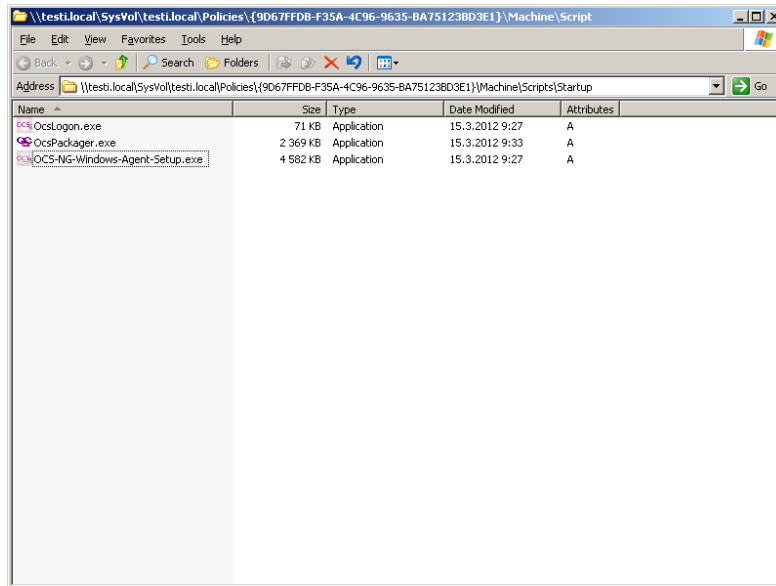 \\testi.local\SysVol\testi.local\Policies\{9D67FFDB-F35A-4C96-9635-BA75123BD3E1}\Machine\Script
File Edit View Favorites Tools Help
Back Search Folders
Address \\testi.local\SysVol\testi.local\Policies\{9D67FFDB-F35A-4C96-9635-BA75123BD3E1}\Machine\Scripts\Startup Go
Name Size Type Date Modified Attributes
OcsLogon.exe 71 KB Application 15.3.2012 9:27 A
OcsPackager.exe 2 369 KB Application 15.3.2012 9:33 A
OCS-NG-Windows-Agent-Setup.exe 4 582 KB Application 15.3.2012 9:27 A